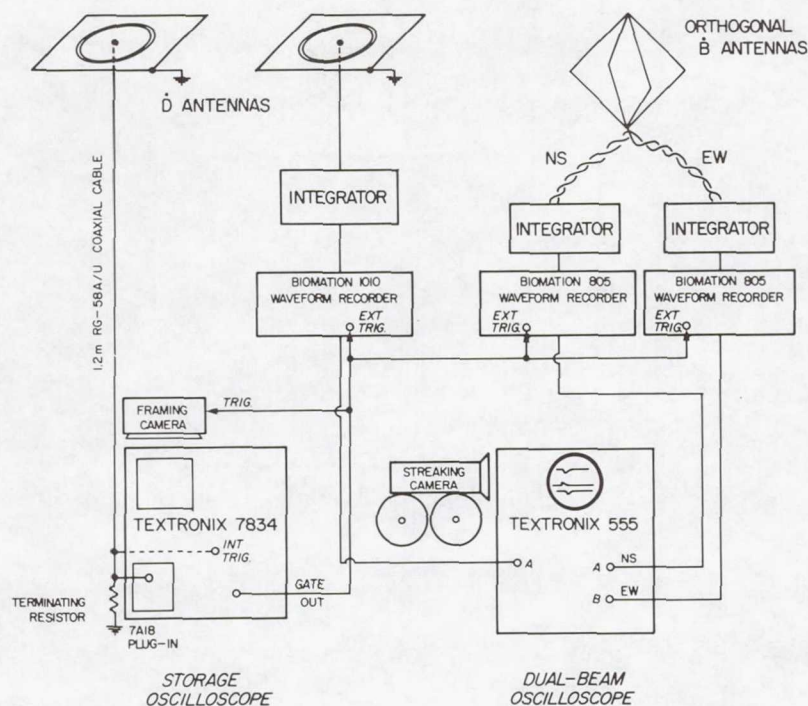 ORTHOGONAL
Ḃ ANTENNAS
Ḋ ANTENNAS
NS
EW
1.2m RG-58A/U COAXIAL CABLE
INTEGRATOR
INTEGRATOR
INTEGRATOR
BIOMATION 1010
WAVEFORM RECORDER
EXT
TRIG.
BIOMATION 805
WAVEFORM RECORDER
EXT
TRIG.
BIOMATION 805
WAVEFORM RECORDER
EXT
TRIG.
FRAMING
CAMERA
TRIG.
STREAKING
CAMERA
TEXTRONIX 7834
INT
TRIG.
TEXTRONIX 555
A
A
NS
B
EW
GATE
OUT
TERMINATING
RESISTOR
7A18
PLUG-IN
STORAGE
OSCILLOSCOPE
DUAL-BEAM
OSCILLOSCOPE